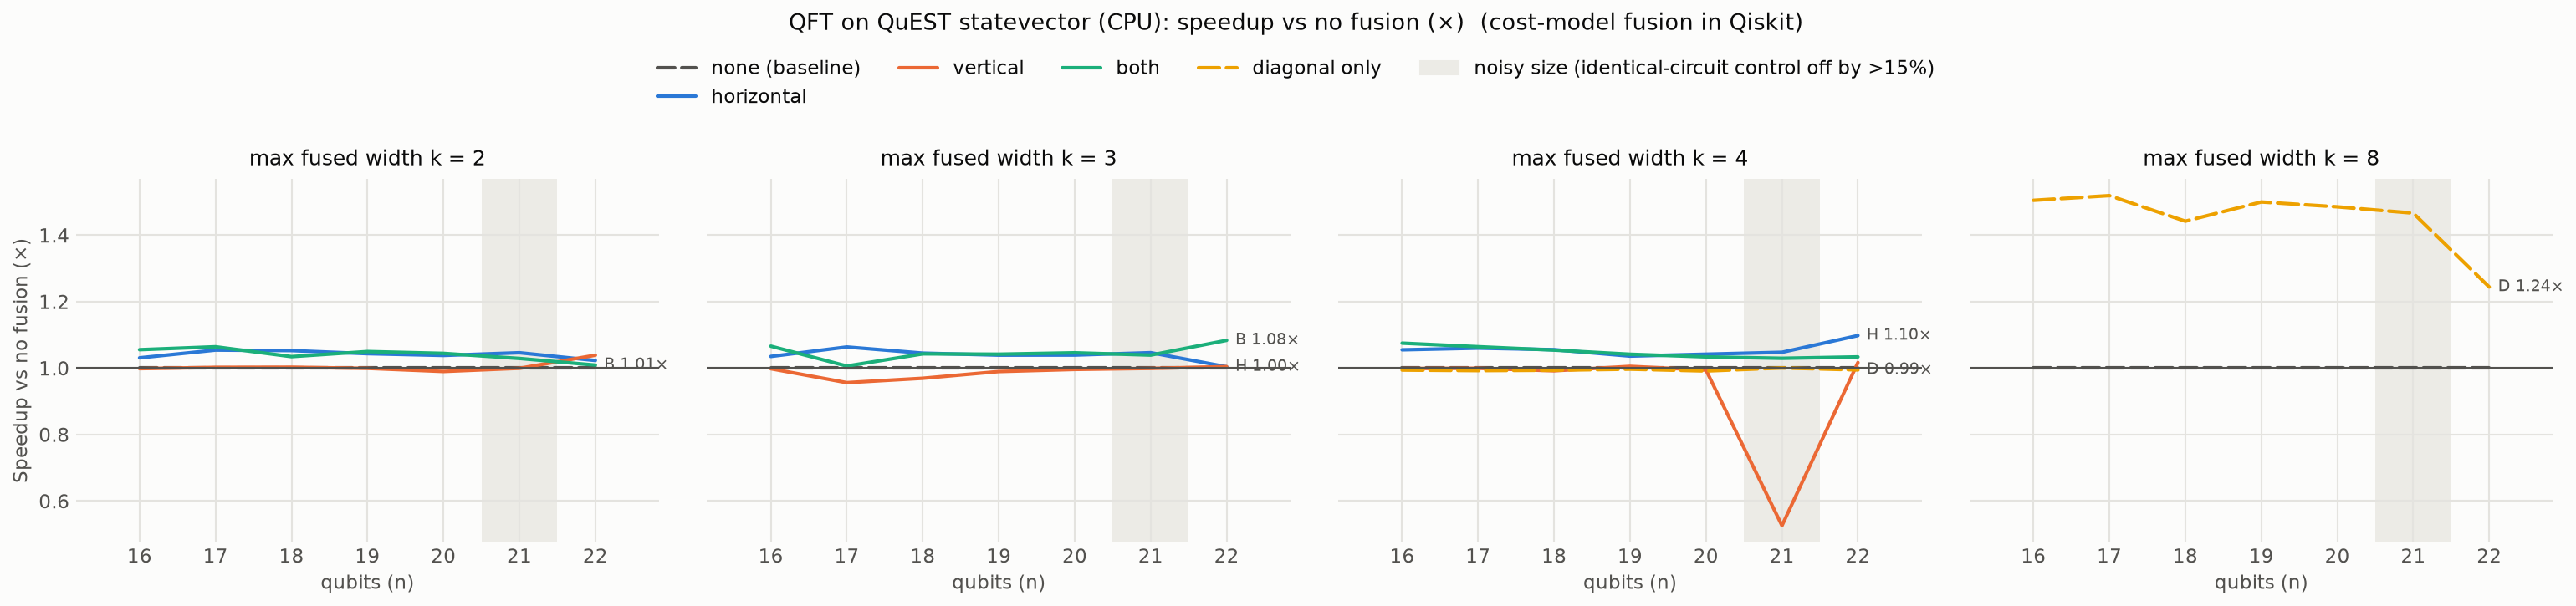 QFT on QuEST statevector (CPU): speedup vs no fusion (×)  (cost-model fusion in Qiskit)
none (baseline)
vertical
both
diagonal only
noisy size (identical-circuit control off by >15%)
horizontal
max fused width k = 2
max fused width k = 3
max fused width k = 4
max fused width k = 8
Speedup vs no fusion (×)
1.4
1.2
1.0
0.8
0.6
B 1.01×
B 1.08×
H 1.00×
H 1.10×
D 0.99×
D 1.24×
16 17 18 19 20 21 22
16 17 18 19 20 21 22
16 17 18 19 20 21 22
16 17 18 19 20 21 22
qubits (n)
qubits (n)
qubits (n)
qubits (n)